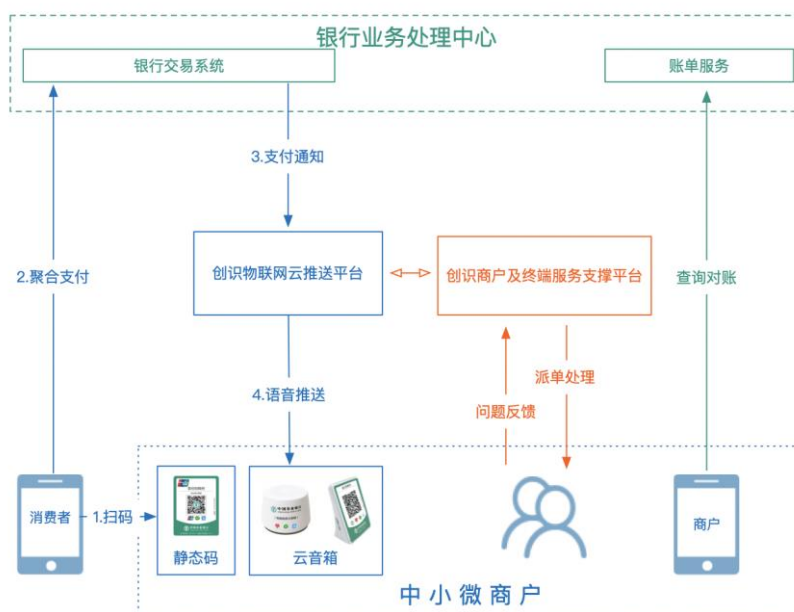 银行业务处理中心
银行交易系统
账单服务
3.支付通知
2.聚合支付
创识物联网云推送平台
创识商户及终端服务支撑平台
查询对账
4.语音推送
派单处理
问题反馈
消费者
1.扫码
静态码
云音箱
商户
中小微商户